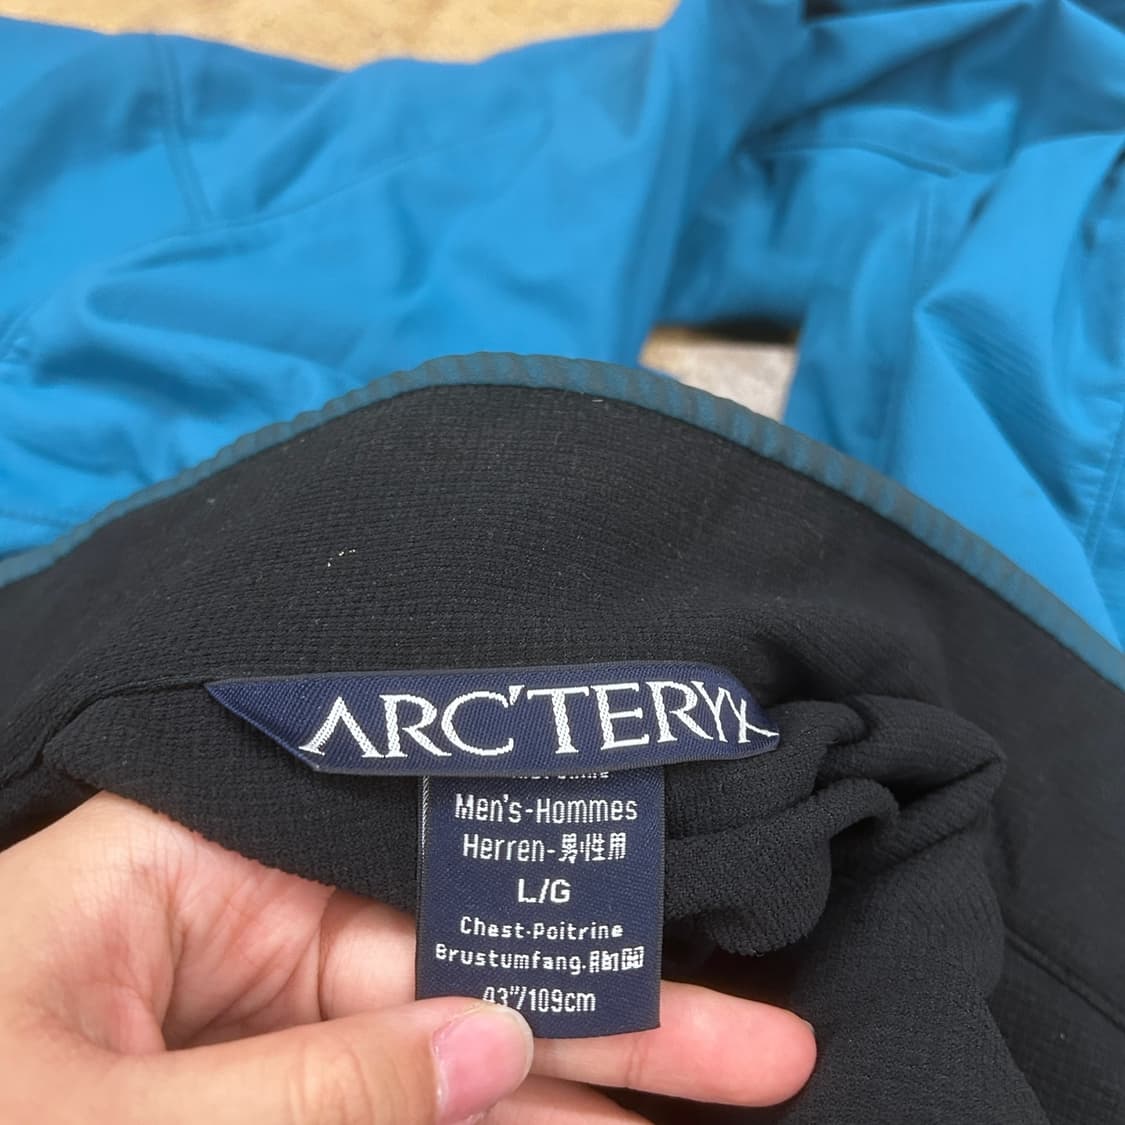 ARC'TERYX
Men's-Hommes
Herren-男性用
L/G
Chest-Poitrine
Brustumfang-胸囲
43"/109cm